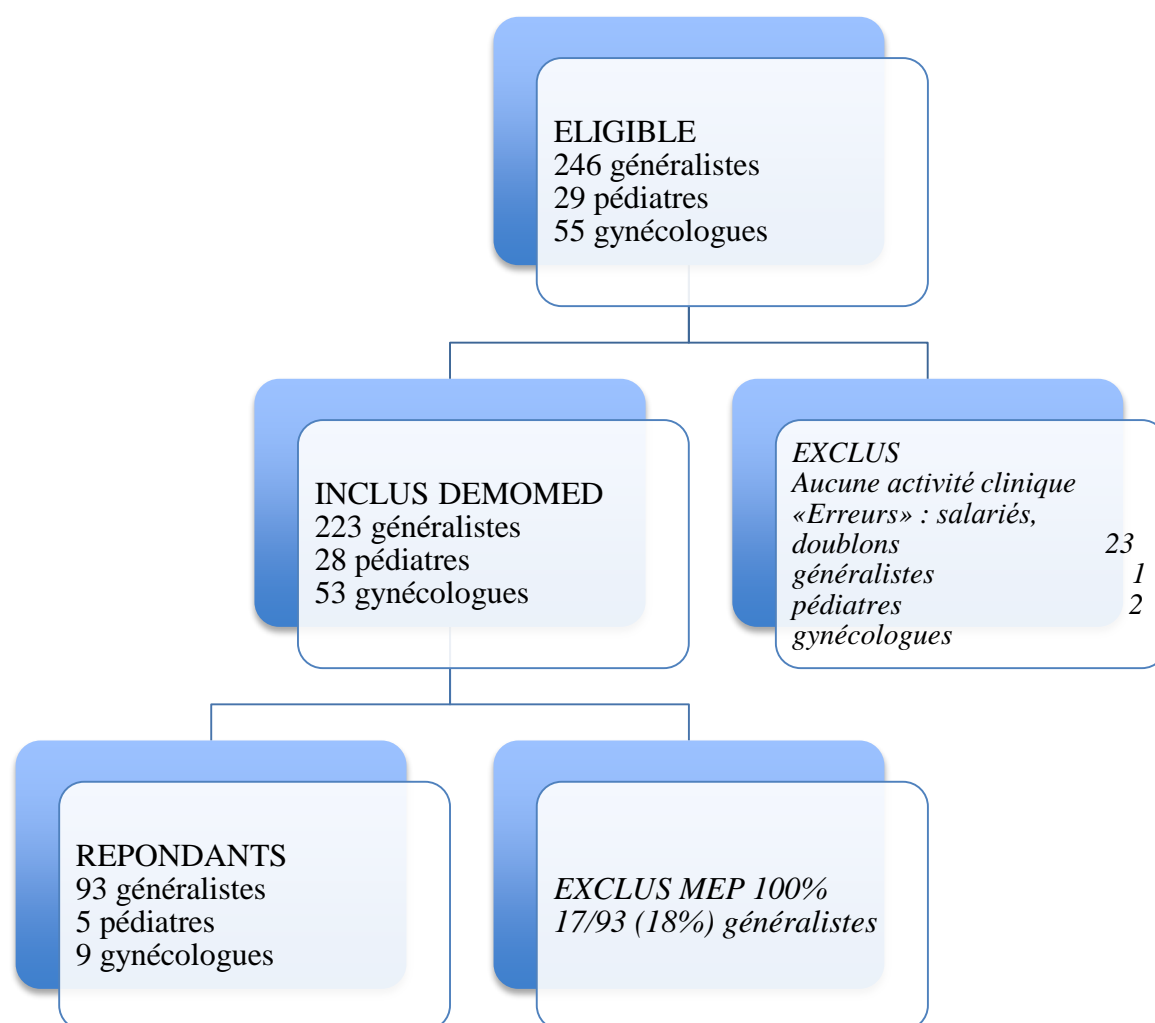 ELIGIBLE
246 généralistes
29 pédiatres
55 gynécologues
INCLUS DEMOMED
223 généralistes
28 pédiatres
53 gynécologues
EXCLUS
Aucune activité clinique
«Erreurs» : salariés,
doublons 23
généralistes 1
pédiatres 2
gynécologues
REPONDANTS
93 généralistes
5 pédiatres
9 gynécologues
EXCLUS MEP 100%
17/93 (18%) généralistes